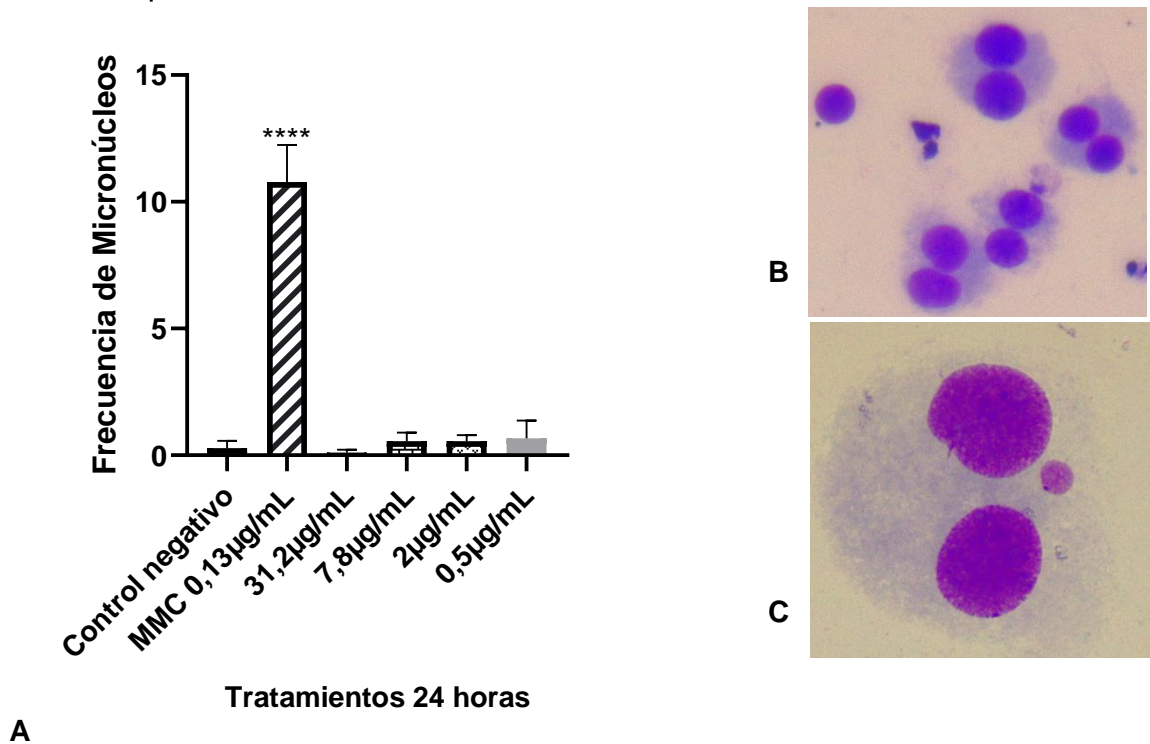 Frecuencia de Micronúcleos
15
10
5
0
****
Control negativo
MMC 0,13µg/mL
31,2µg/mL
7,8µg/mL
2µg/mL
0,5µg/mL
Tratamientos 24 horas
A
B
C